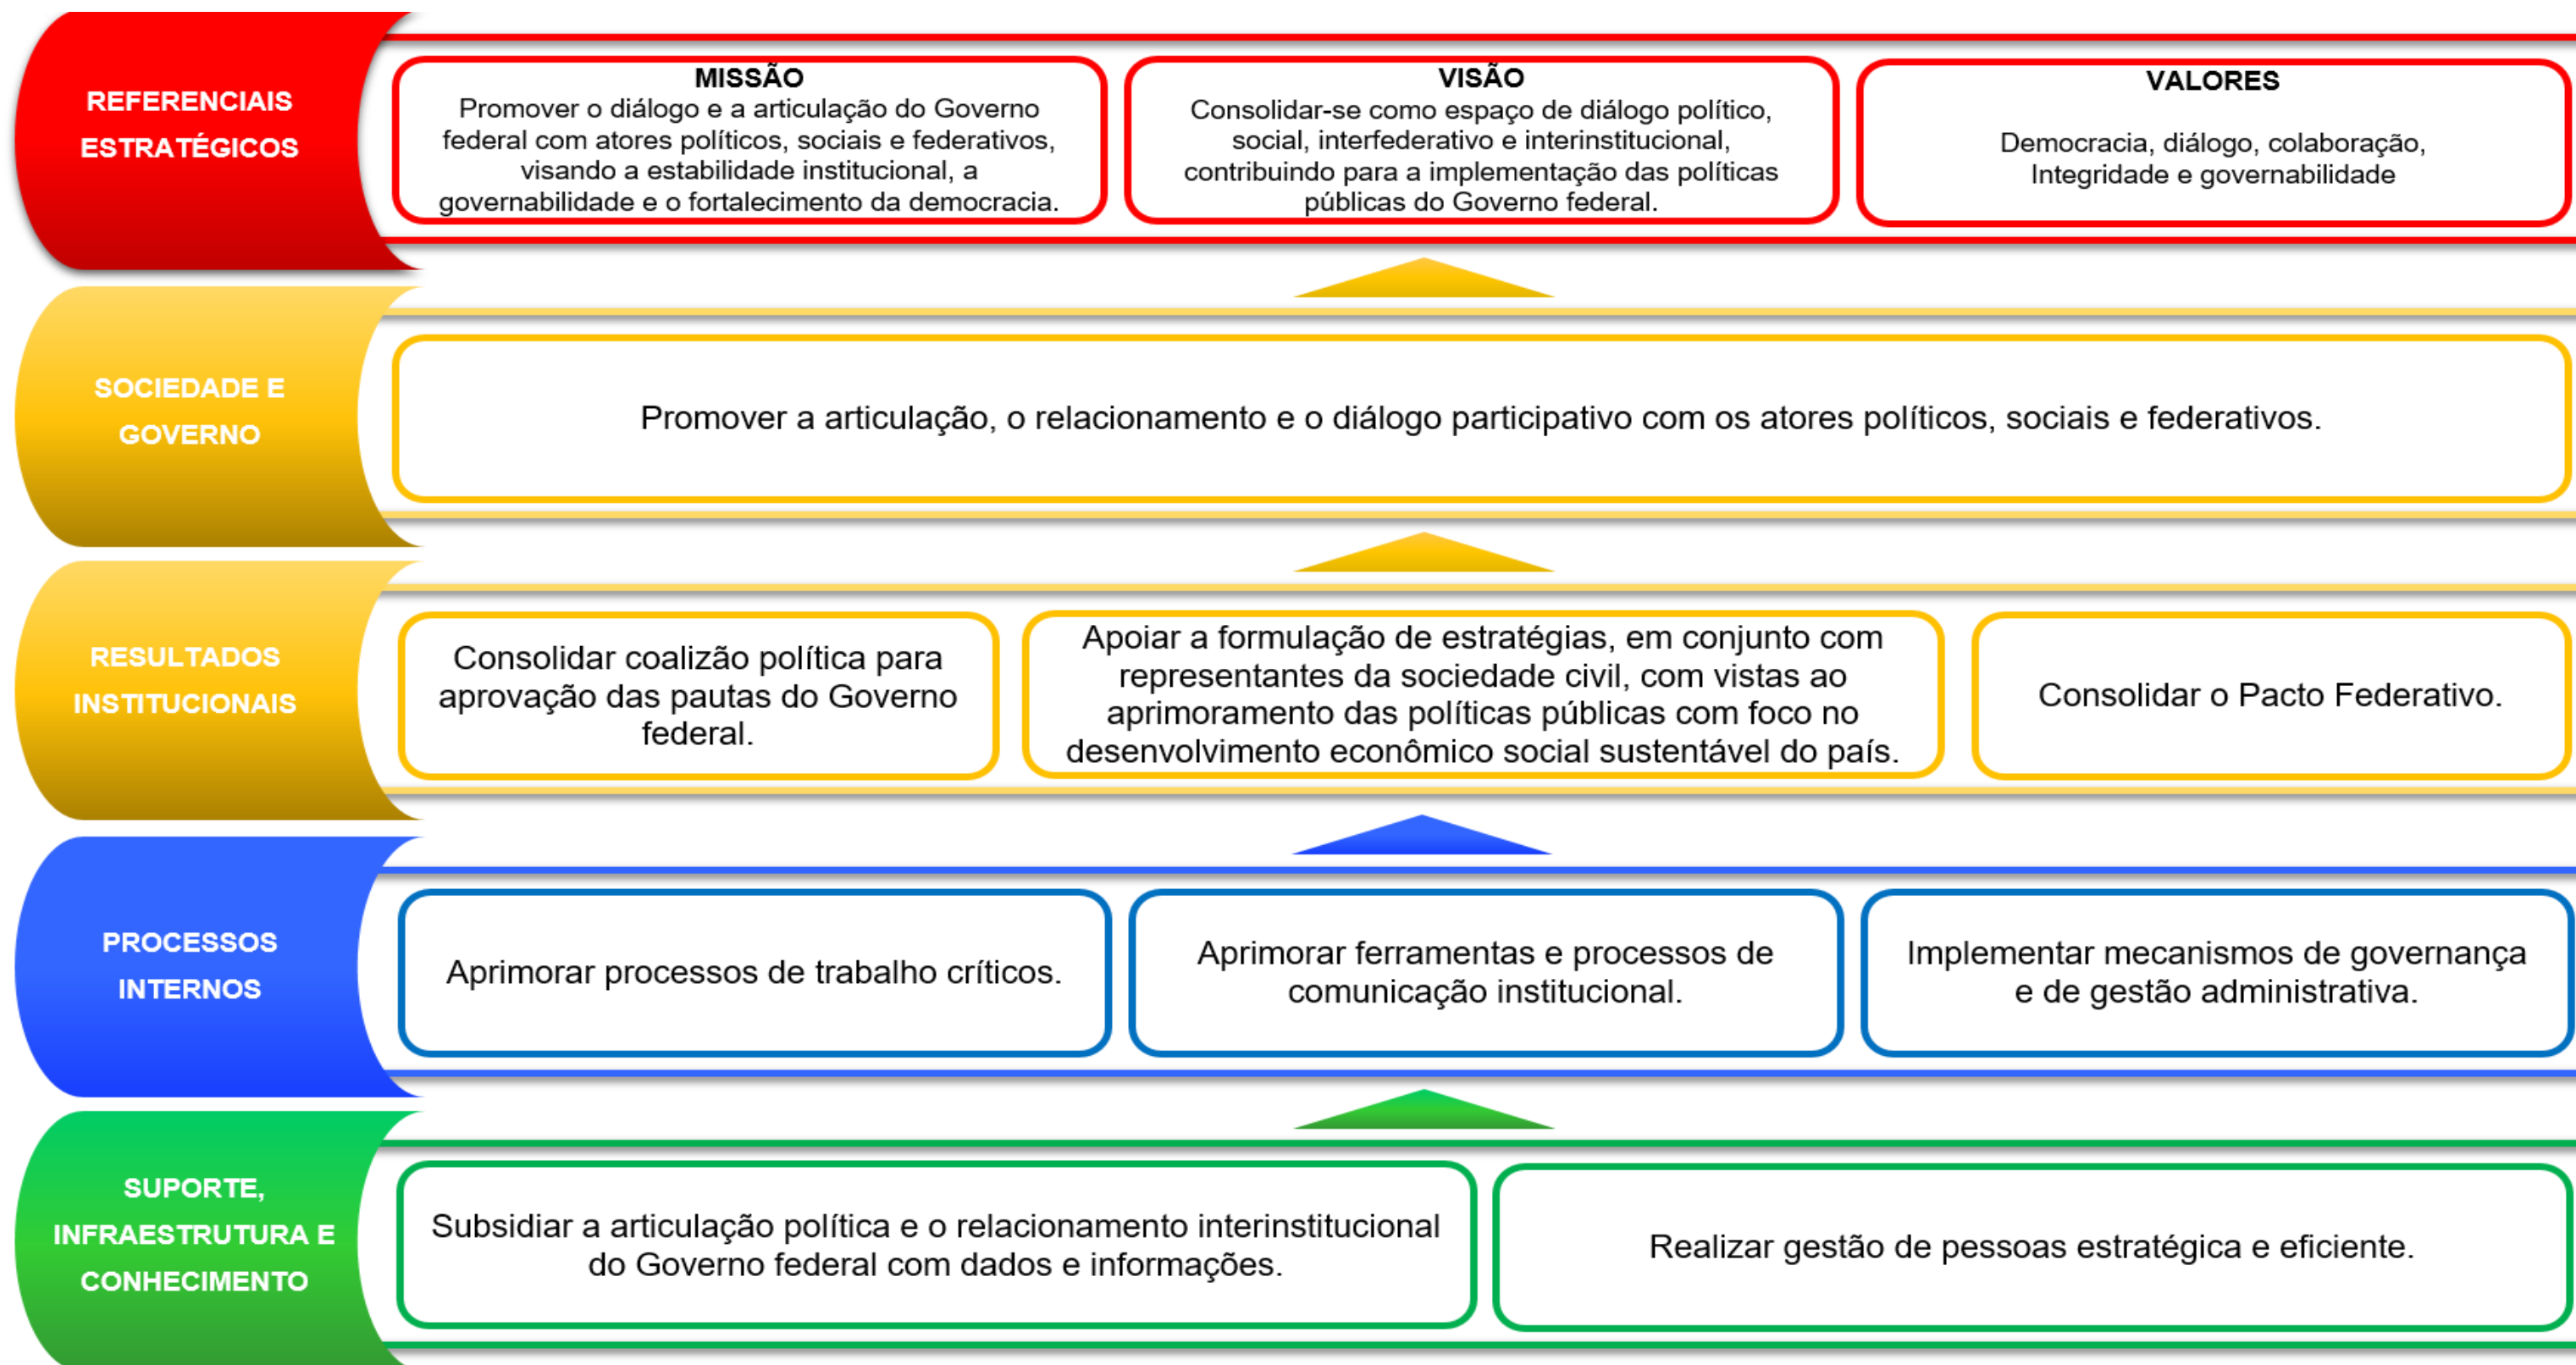 REFERENCIAIS
ESTRATÉGICOS
MISSÃO
Promover o diálogo e a articulação do Governo
federal com atores políticos, sociais e federativos,
visando a estabilidade institucional, a
governabilidade e o fortalecimento da democracia.
VISÃO
Consolidar-se como espaço de diálogo político,
social, interfederativo e interinstitucional,
contribuindo para a implementação das políticas
públicas do Governo federal.
VALORES
Democracia, diálogo, colaboração,
Integridade e governabilidade
SOCIEDADE E
GOVERNO
Promover a articulação, o relacionamento e o diálogo participativo com os atores políticos, sociais e federativos.
RESULTADOS
INSTITUCIONAIS
Consolidar coalizão política para
aprovação das pautas do Governo
federal.
Apoiar a formulação de estratégias, em conjunto com
representantes da sociedade civil, com vistas ao
aprimoramento das políticas públicas com foco no
desenvolvimento econômico social sustentável do país.
Consolidar o Pacto Federativo.
PROCESSOS
INTERNOS
Aprimorar processos de trabalho críticos.
Aprimorar ferramentas e processos de
comunicação institucional.
Implementar mecanismos de governança
e de gestão administrativa.
SUPORTE,
INFRAESTRUTURA E
CONHECIMENTO
Subsidiar a articulação política e o relacionamento interinstitucional
do Governo federal com dados e informações.
Realizar gestão de pessoas estratégica e eficiente.